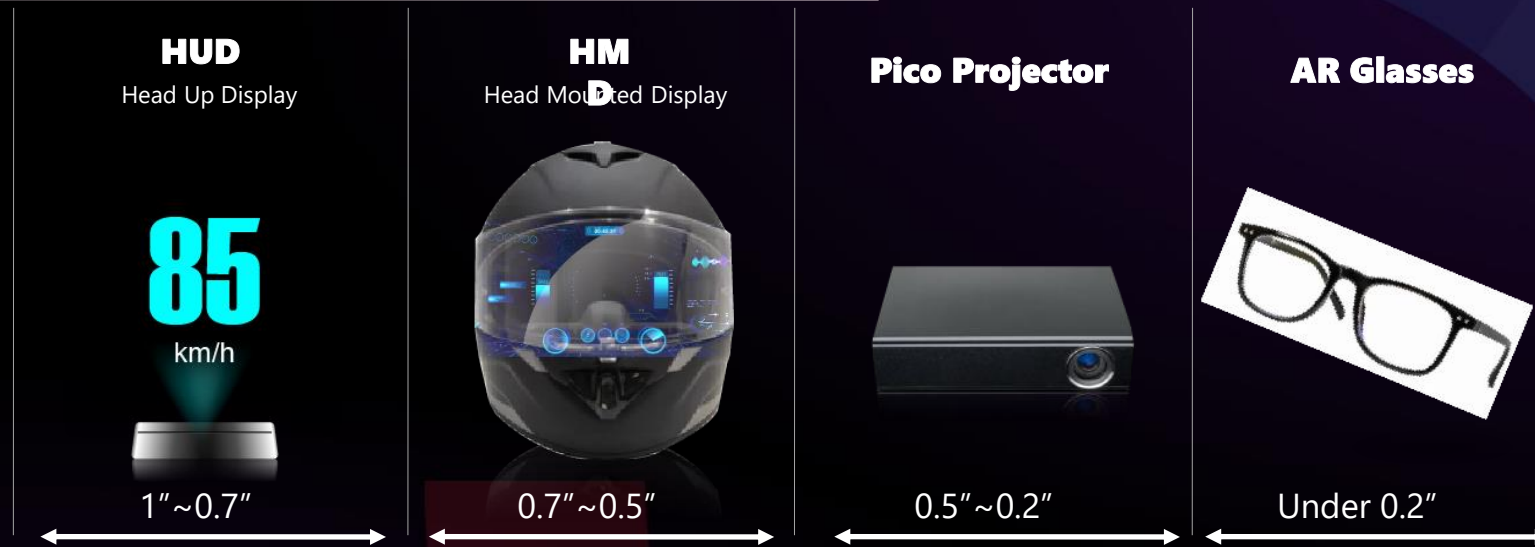 HUD
Head Up Display
85
km/h
1″~0.7″
HM
D
Head Mounted Display
0.7″~0.5″
Pico Projector
0.5″~0.2″
AR Glasses
Under 0.2″